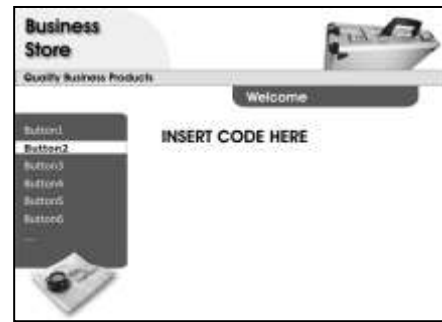 Business
Store
Quality Business Products
Welcome
INSERT CODE HERE
Button1
Button2
Button3
Button4
Button5
Button6
...